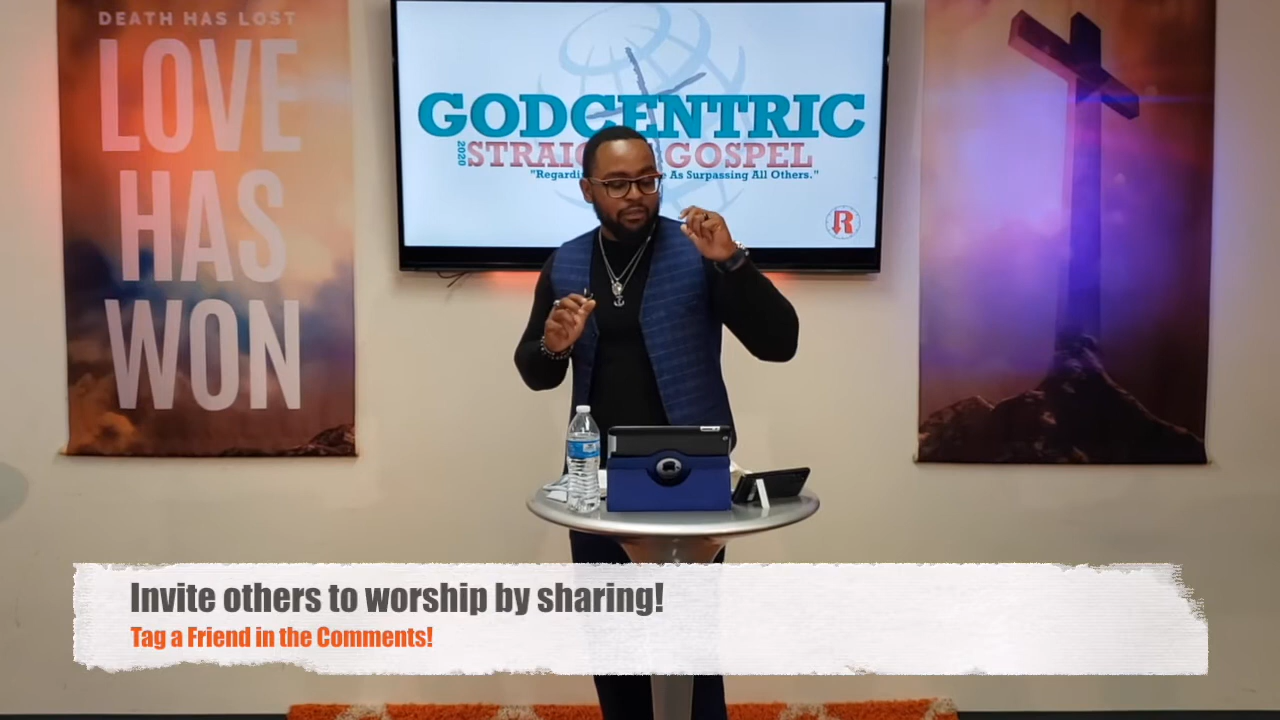 DEATH HAS LOST
LOVE
HAS
WON
GODCENTRIC
2020
GOSPEL
As Surpassing All Others."
R
Invite others to worship by sharing!
Tag a Friend in the Comments!